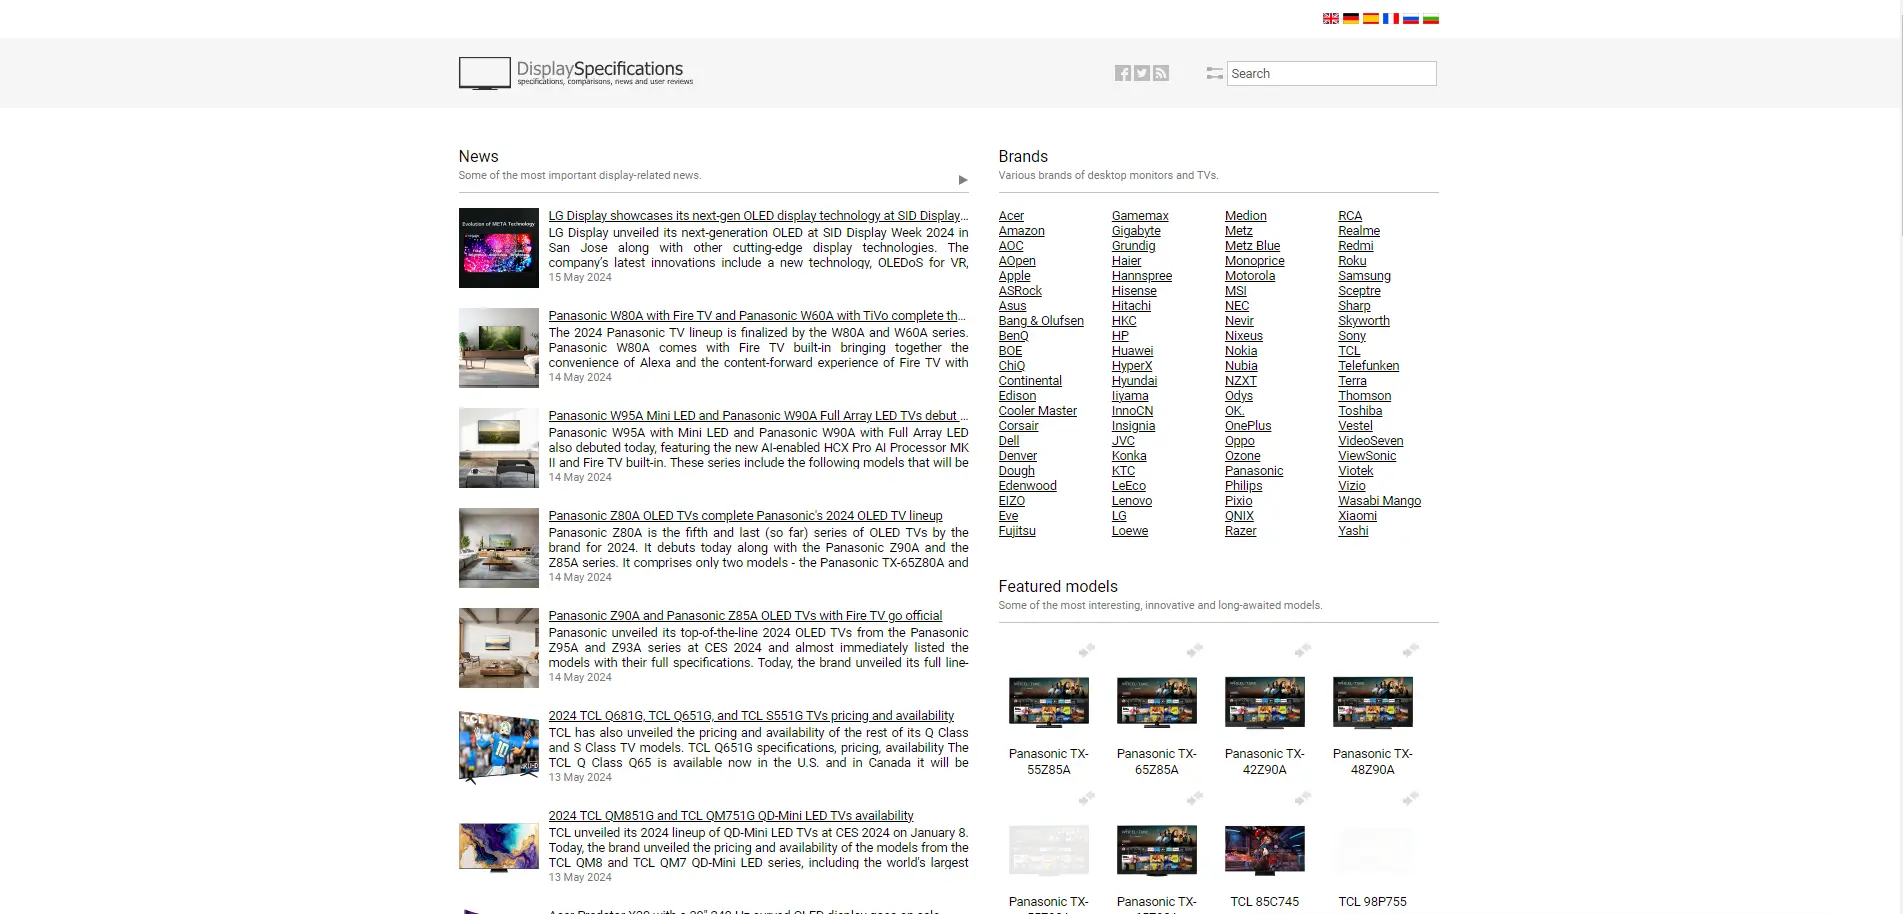 DisplaySpecifications
specifications, comparisons, news and user reviews
Search
News
Some of the most important display-related news.
Evolution of META Technology
LG Display showcases its next-gen OLED display technology at SID Display...
LG Display unveiled its next-generation OLED at SID Display Week 2024 in
San Jose along with other cutting-edge display technologies. The
company's latest innovations include a new technology, OLEDoS for VR,
15 May 2024
Panasonic W80A with Fire TV and Panasonic W60A with TiVo complete th...
The 2024 Panasonic TV lineup is finalized by the W80A and W60A series.
Panasonic W80A comes with Fire TV built-in bringing together the
convenience of Alexa and the content-forward experience of Fire TV with
14 May 2024
Panasonic W95A Mini LED and Panasonic W90A Full Array LED TVs debut ...
Panasonic W95A with Mini LED and Panasonic W90A with Full Array LED
also debuted today, featuring the new AI-enabled HCX Pro AI Processor MK
II and Fire TV built-in. These series include the following models that will be
14 May 2024
Panasonic Z80A OLED TVs complete Panasonic's 2024 OLED TV lineup
Panasonic Z80A is the fifth and last (so far) series of OLED TVs by the
brand for 2024. It debuts today along with the Panasonic Z90A and the
Z85A series. It comprises only two models - the Panasonic TX-65Z80A and
14 May 2024
Panasonic Z90A and Panasonic Z85A OLED TVs with Fire TV go official
Panasonic unveiled its top-of-the-line 2024 OLED TVs from the Panasonic
Z95A and Z93A series at CES 2024 and almost immediately listed the
models with their full specifications. Today, the brand unveiled its full line-
14 May 2024
TCL
2024 TCL Q681G, TCL Q651G, and TCL S551G TVs pricing and availability
TCL has also unveiled the pricing and availability of the rest of its Q Class
and S Class TV models. TCL Q651G specifications, pricing, availability The
TCL Q Class Q65 is available now in the U.S. and in Canada it will be
13 May 2024
2024 TCL QM851G and TCL QM751G QD-Mini LED TVs availability
TCL unveiled its 2024 lineup of QD-Mini LED TVs at CES 2024 on January 8.
Today, the brand unveiled the pricing and availability of the models from the
TCL QM8 and TCL QM7 QD-Mini LED series, including the world's largest
13 May 2024
Brands
Various brands of desktop monitors and TVs.
Acer
Amazon
AOC
AOpen
Apple
ASRock
Asus
Bang & Olufsen
BenQ
BOE
ChiQ
Continental
Edison
Cooler Master
Corsair
Dell
Denver
Dough
Edenwood
EIZO
Eve
Fujitsu
Gamemax
Gigabyte
Grundig
Haier
Hannspree
Hisense
Hitachi
HKC
HP
Huawei
HyperX
Hyundai
Iiyama
InnoCN
Insignia
JVC
Konka
KTC
LeEco
Lenovo
LG
Loewe
Medion
Metz
Metz Blue
Monoprice
Motorola
MSI
NEC
Nevir
Nixeus
Nokia
Nubia
NZXT
Odys
OK.
OnePlus
Oppo
Ozone
Panasonic
Philips
Pixio
QNIX
Razer
RCA
Realme
Redmi
Roku
Samsung
Sceptre
Sharp
Skyworth
Sony
TCL
Telefunken
Terra
Thomson
Toshiba
Vestel
VideoSeven
ViewSonic
Viotek
Vizio
Wasabi Mango
Xiaomi
Yashi
Featured models
Some of the most interesting, innovative and long-awaited models.
Panasonic TX-
55Z85A
Panasonic TX-
65Z85A
Panasonic TX-
42Z90A
Panasonic TX-
48Z90A
Panasonic TX-
Panasonic TX-
TCL 85C745
TCL 98P755